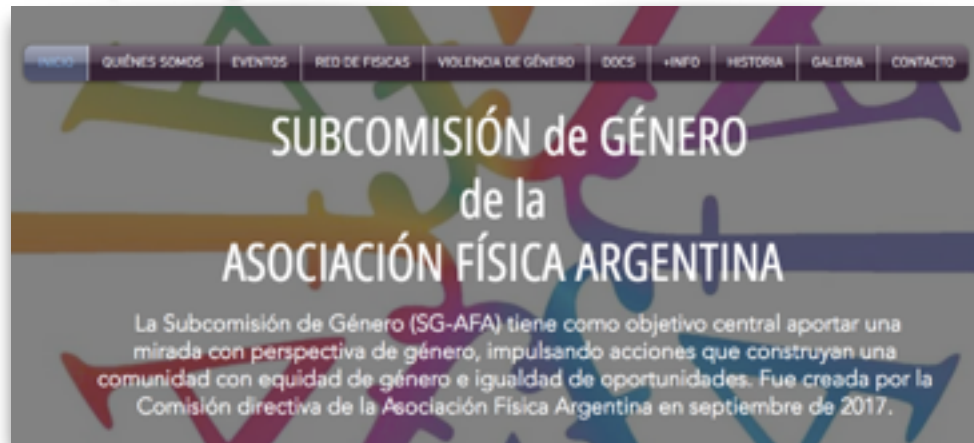 INICIO QUIÉNES SOMOS EVENTOS RED DE FISICAS VIOLENCIA DE GÉNERO DOCS +INFO HISTORIA GALERIA CONTACTO
SUBCOMISIÓN de GÉNERO
de la
ASOCIACIÓN FÍSICA ARGENTINA
La Subcomisión de Género (SG-AFA) tiene como objetivo central aportar una
mirada con perspectiva de género, impulsando acciones que construyan una
comunidad con equidad de género e igualdad de oportunidades. Fue creada por la
Comisión directiva de la Asociación Física Argentina en septiembre de 2017.